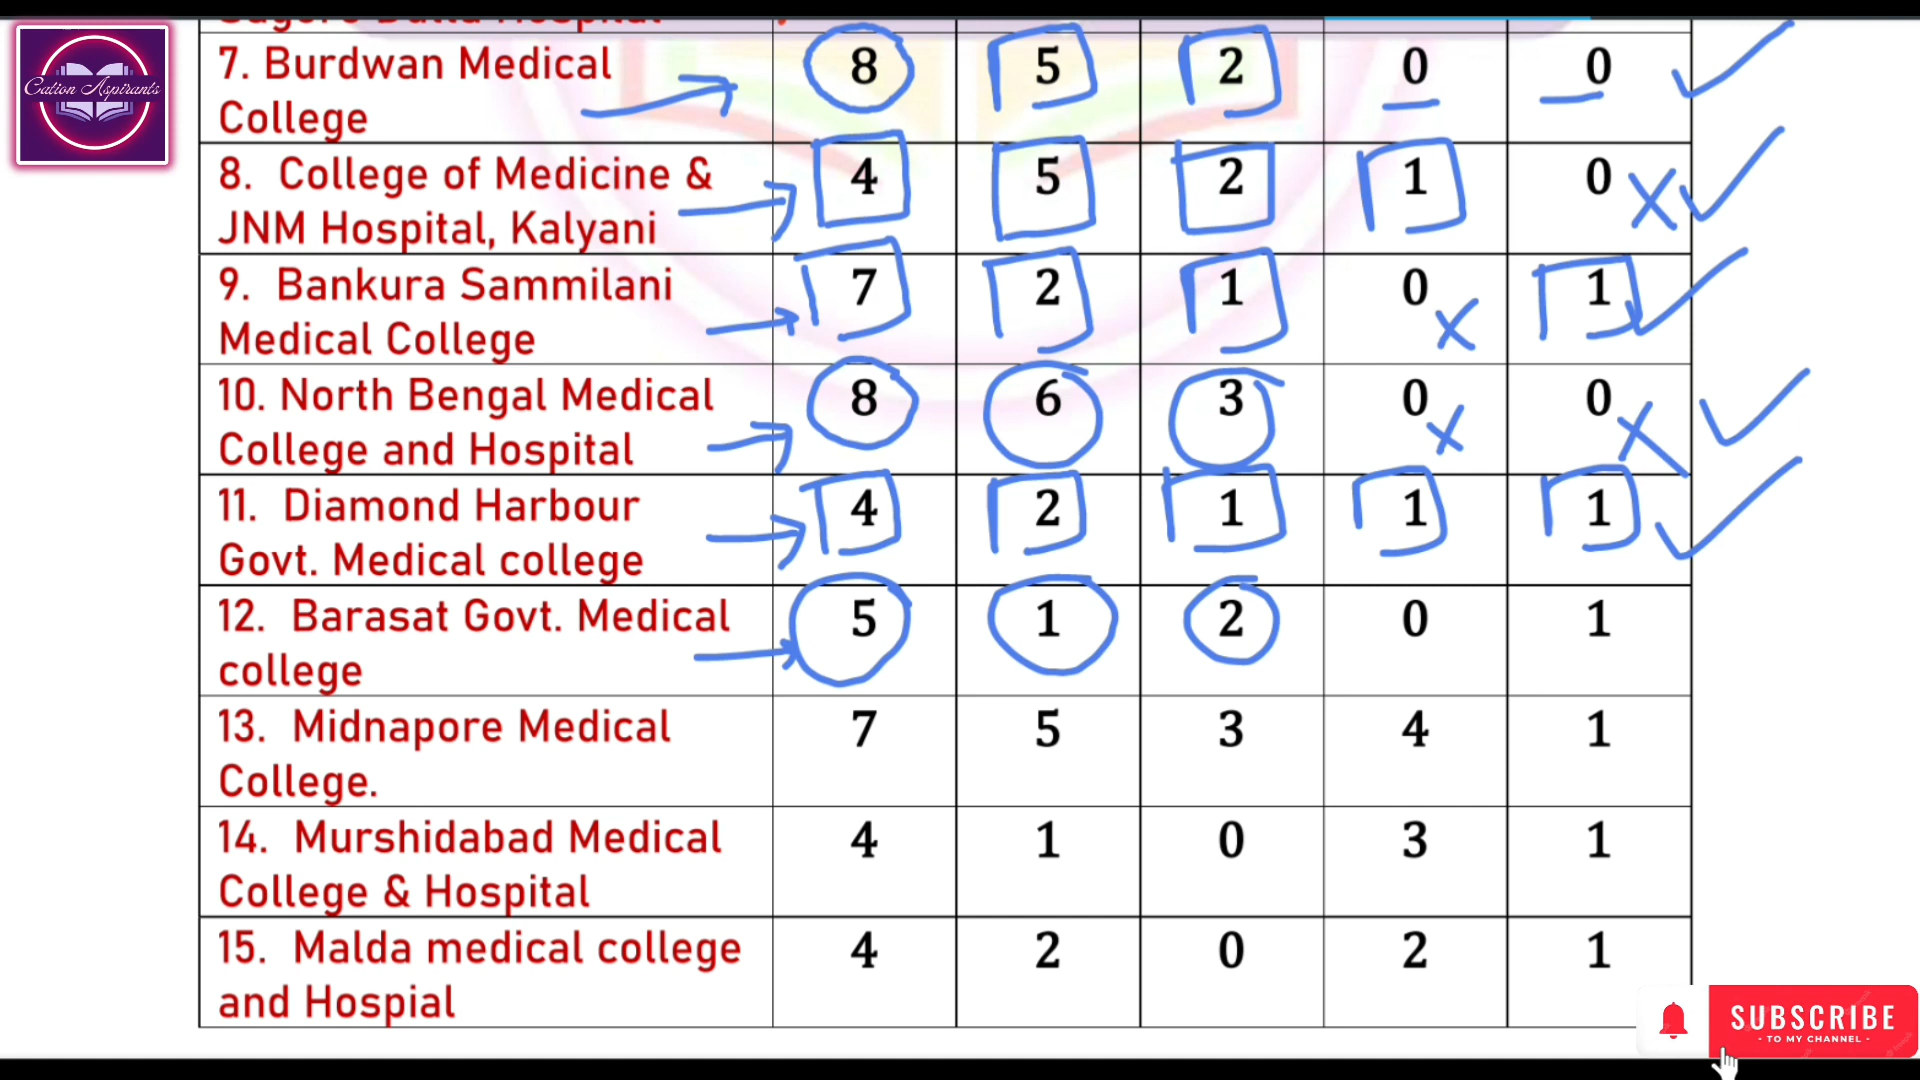 Cation Aspirants
7. Burdwan Medical
College
8 5 2 0 0
8. College of Medicine &
JNM Hospital, Kalyani
4 5 2 1 0
9. Bankura Sammilani
Medical College
7 2 1 0 1
10. North Bengal Medical
College and Hospital
8 6 3 0 0
11. Diamond Harbour
Govt. Medical college
4 2 1 1 1
12. Barasat Govt. Medical
college
5 1 2 0 1
13. Midnapore Medical
College.
7 5 3 4 1
14. Murshidabad Medical
College & Hospital
4 1 0 3 1
15. Malda medical college
and Hospial
4 2 0 2 1
SUBSCRIBE
- TO MY CHANNEL -